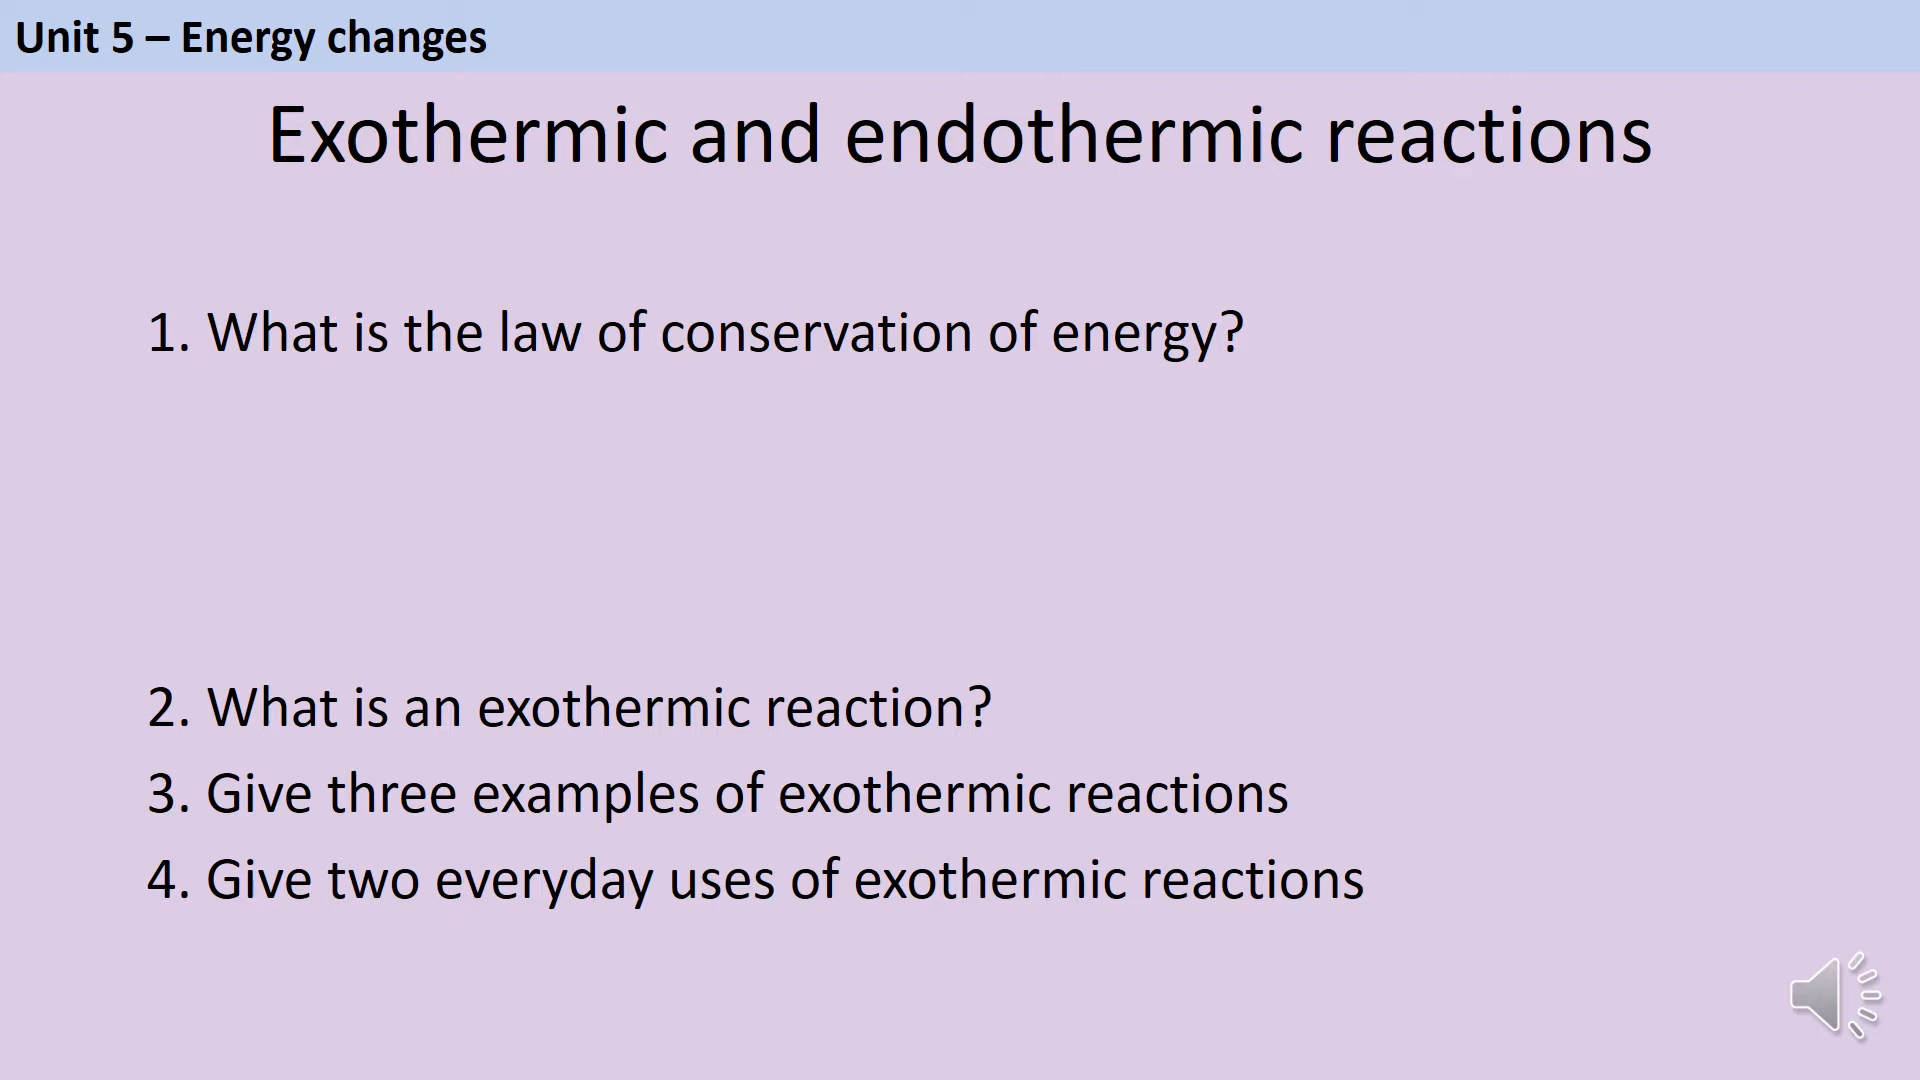 Unit 5 – Energy changes
Exothermic and endothermic reactions
1. What is the law of conservation of energy?
2. What is an exothermic reaction?
3. Give three examples of exothermic reactions
4. Give two everyday uses of exothermic reactions